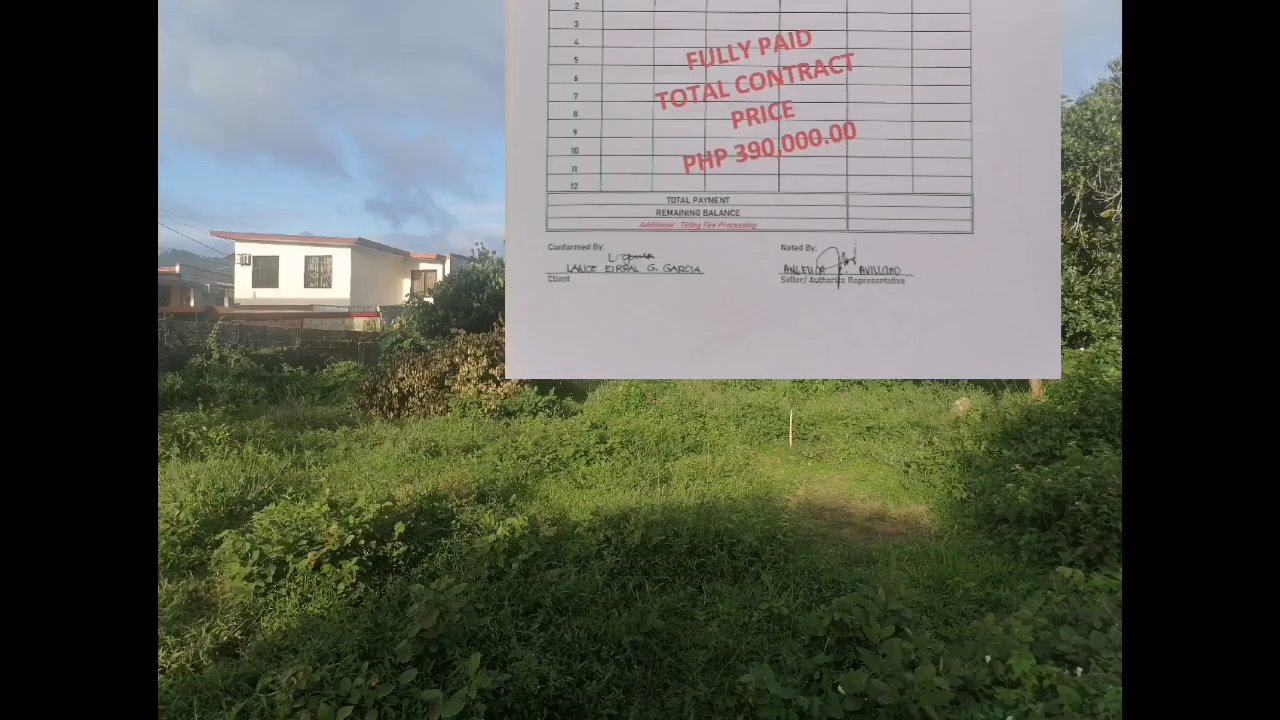 2
3
4
5
6
7
8
9
10
11
12
FULLY PAID
TOTAL CONTRACT
PRICE
PHP 390,000.00
TOTAL PAYMENT
REMAINING BALANCE
Additional: Titling Fee Processing
Conformed By:
LANCE EIRRAL G. GARCIA
Client
Noted By:
Seller/ Authorize Representative